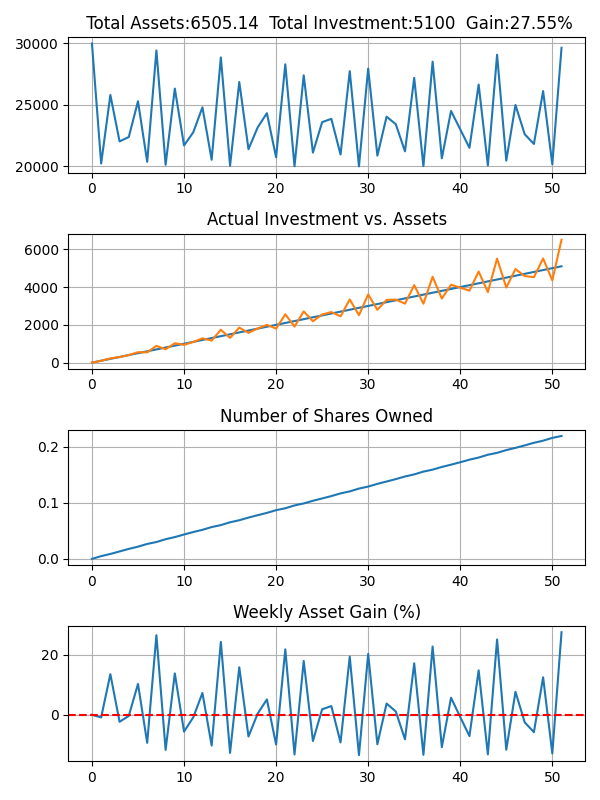 Total Assets:6505.14 Total Investment:5100 Gain:27.55%
30000
25000
20000
0 10 20 30 40 50
Actual Investment vs. Assets
6000
4000
2000
0
0 10 20 30 40 50
Number of Shares Owned
0.2
0.1
0.0
0 10 20 30 40 50
Weekly Asset Gain (%)
20
0
0 10 20 30 40 50